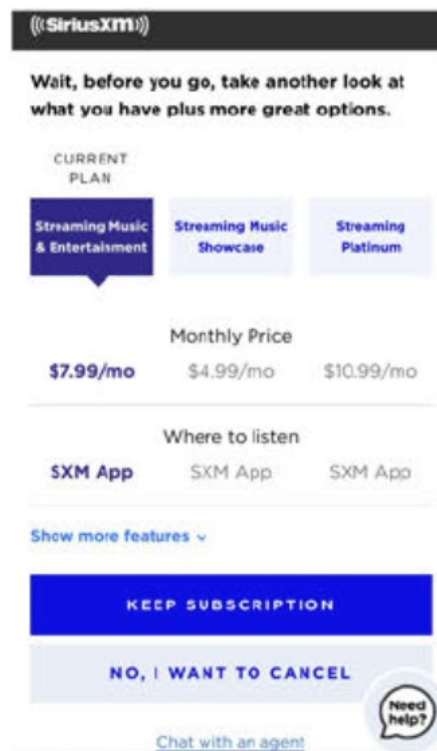 ((SiriusXM))
Wait, before you go, take another look at
what you have plus more great options.
CURRENT
PLAN
Streaming Music
& Entertainment
Streaming Music
Showcase
Streaming
Platinum
Monthly Price
$7.99/mo $4.99/mo $10.99/mo
Where to listen
SXM App SXM App SXM App
Show more features
KEEP SUBSCRIPTION
NO, I WANT TO CANCEL
Need
help?
Chat with an agent